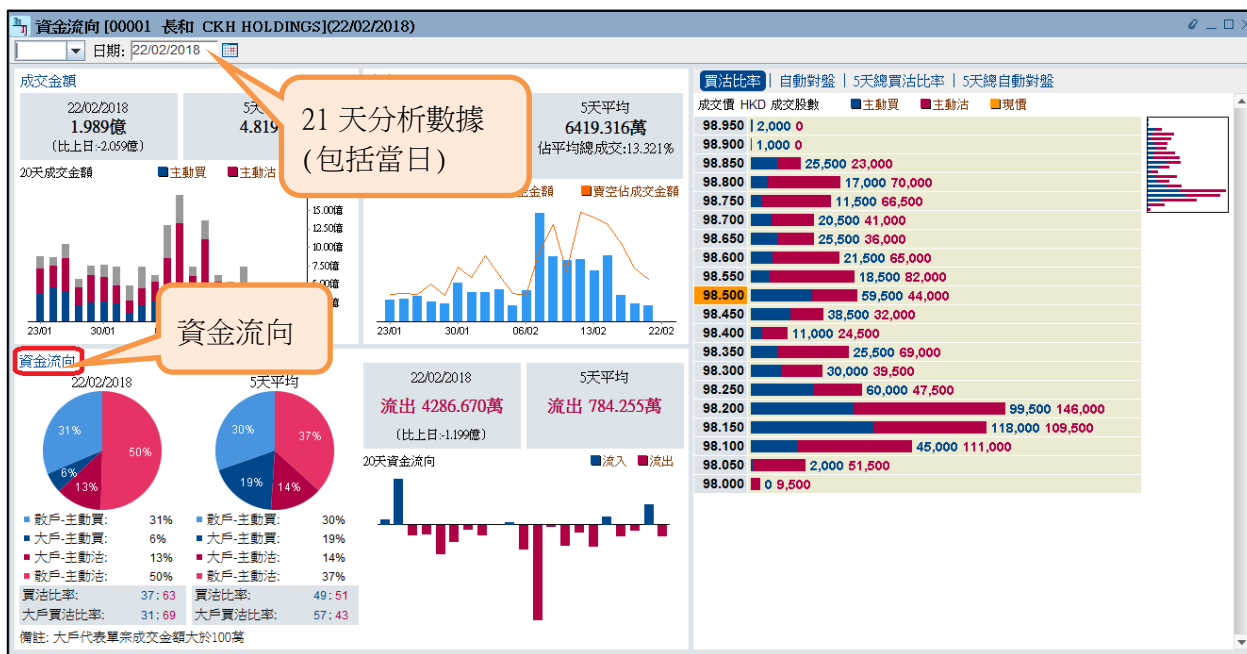 資金流向 [00001 長和 CKH HOLDINGS](22/02/2018)
日期: 22/02/2018
21 天分析數據
(包括當日)
成交金額
22/02/2018
1.989億
(比上日:-2.059億)
5天
4.819
20天成交金額 主動買 主動沽
15.00億
12.50億
10.00億
7.50億
5.00億
23/01 30/01
5天平均
6419.316萬
佔平均總成交:13.321%
金額 賣空佔成交金額
23/01 30/01 06/02 13/02 22/02
資金流向
資金流向
22/02/2018
31%
50%
6%
13%
散戶-主動買: 31%
大戶-主動買: 6%
大戶-主動沽: 13%
散戶-主動沽: 50%
買沽比率: 37:63
大戶買沽比率: 31:69
5天平均
30%
37%
19%
14%
30%
19%
14%
37%
買沽比率: 49:51
大戶買沽比率: 57:43
備註: 大戶代表單宗成交金額大於100萬
22/02/2018
流出 4286.670萬
(比上日:-1.199億)
5天平均
流出 784.255萬
20天資金流向 流入 流出
買沽比率 自動對盤 5天總買沽比率 5天總自動對盤
成交價 HKD 成交股數 主動買 主動沽 現價
98.950 2,000 0
98.900 1,000 0
98.850 25,500 23,000
98.800 17,000 70,000
98.750 11,500 66,500
98.700 20,500 41,000
98.650 25,500 36,000
98.600 21,500 65,000
98.550 18,500 82,000
98.500 59,500 44,000
98.450 38,500 32,000
98.400 11,000 24,500
98.350 25,500 69,000
98.300 30,000 39,500
98.250 60,000 47,500
98.200 99,500 146,000
98.150 118,000 109,500
98.100 45,000 111,000
98.050 2,000 51,500
98.000 0 9,500